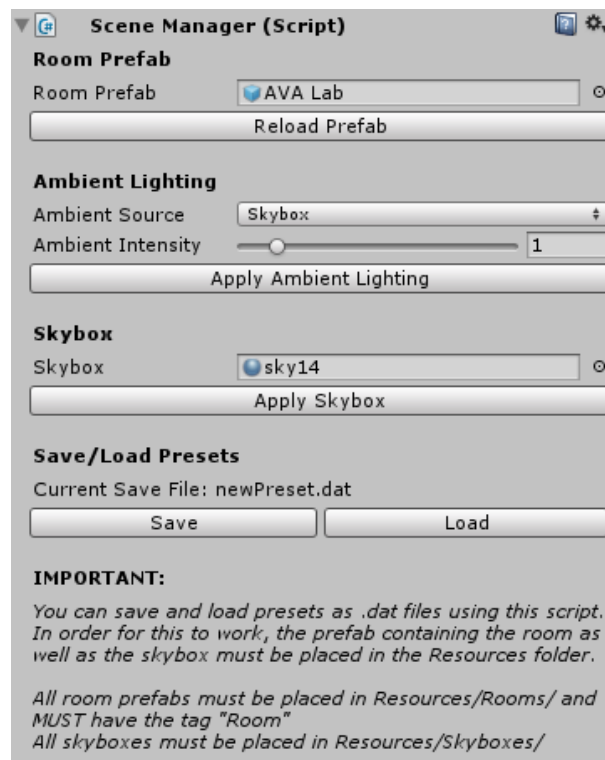 Scene Manager (Script)
Room Prefab
Room Prefab AVA Lab
Reload Prefab
Ambient Lighting
Ambient Source Skybox
Ambient Intensity 1
Apply Ambient Lighting
Skybox
Skybox sky14
Apply Skybox
Save/Load Presets
Current Save File: newPreset.dat
Save Load
IMPORTANT:
You can save and load presets as .dat files using this script.
In order for this to work, the prefab containing the room as
well as the skybox must be placed in the Resources folder.
All room prefabs must be placed in Resources/Rooms/ and
MUST have the tag "Room"
All skyboxes must be placed in Resources/Skyboxes/